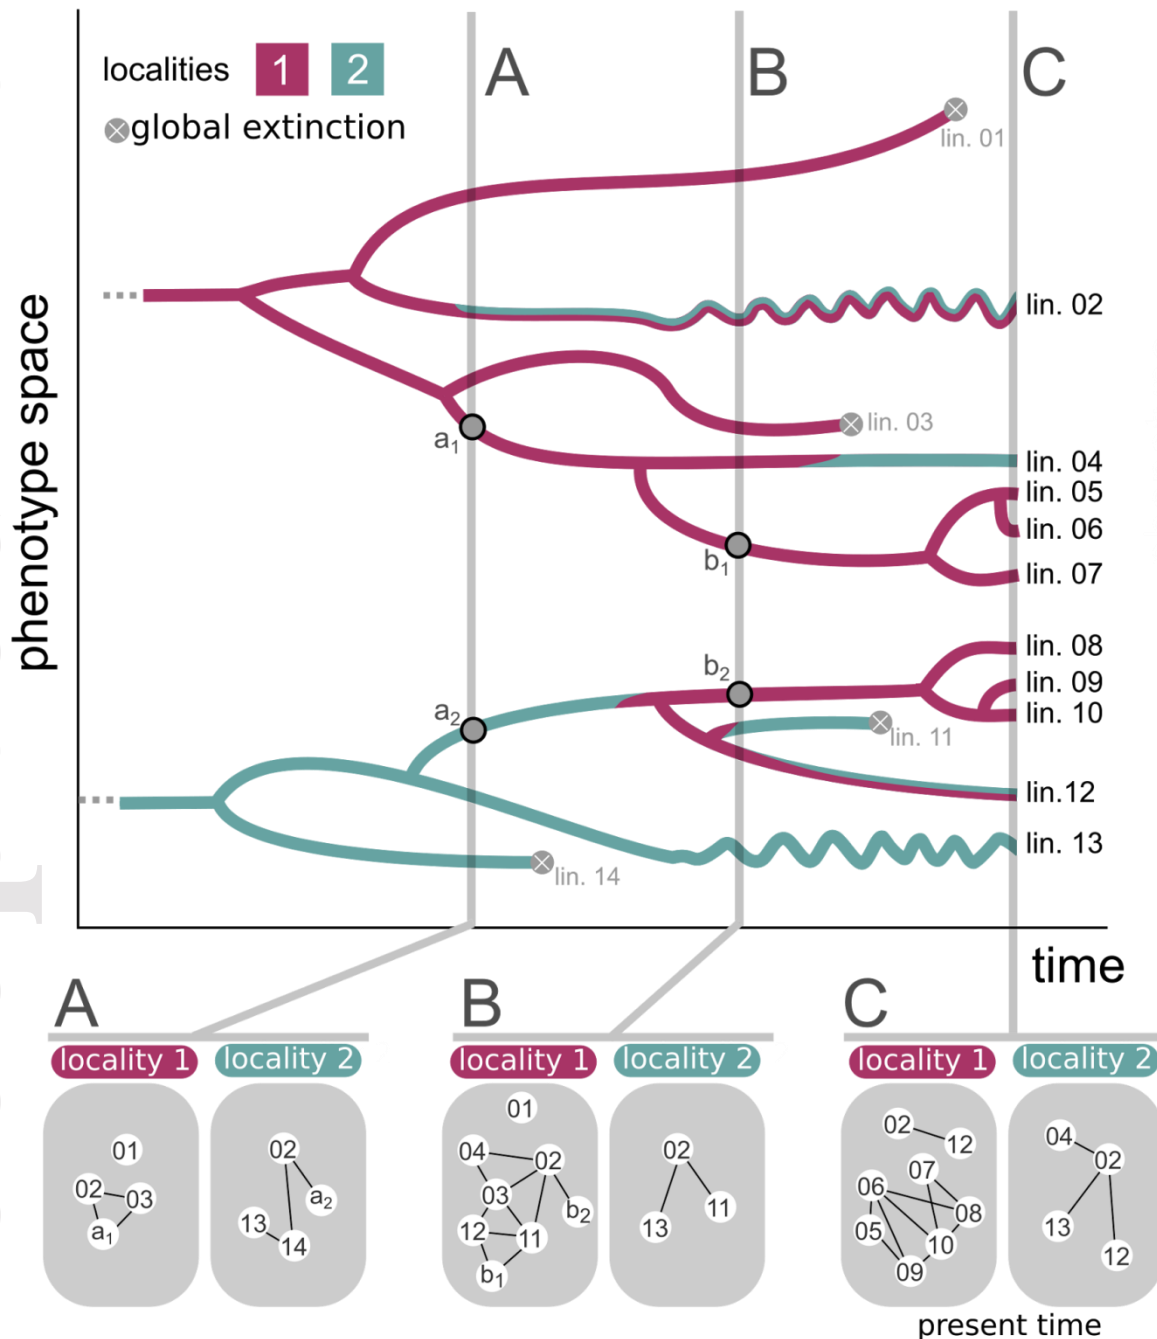 localities 1 2
global extinction
A
B
C
phenotype space
lin. 01
lin. 02
lin. 03
a1
lin. 04
lin. 05
lin. 06
b1
lin. 07
lin. 08
b2
lin. 09
a2
lin. 10
lin. 11
lin.12
lin. 13
lin. 14
time
A
locality 1
locality 2
01
02
03
a1
02
a2
13
14
B
locality 1
locality 2
01
04
02
03
b2
12
11
b1
02
11
13
C
locality 1
locality 2
02
12
07
06
08
05
10
09
04
02
13
12
present time